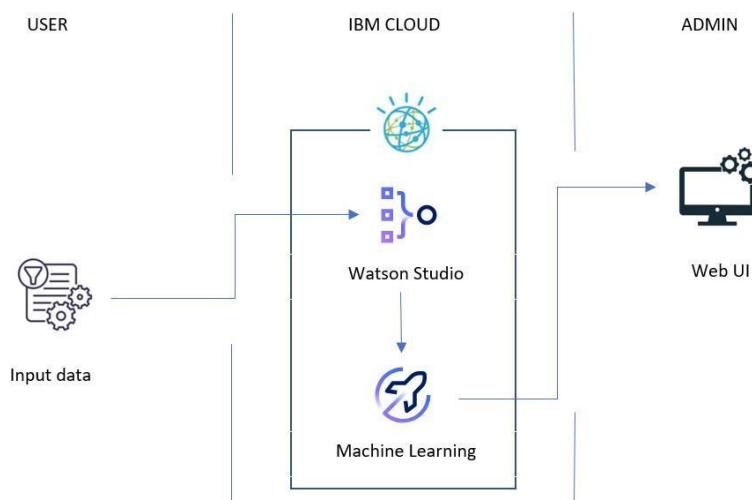 USER
IBM CLOUD
ADMIN
Watson Studio
Web UI
Input data
Machine Learning